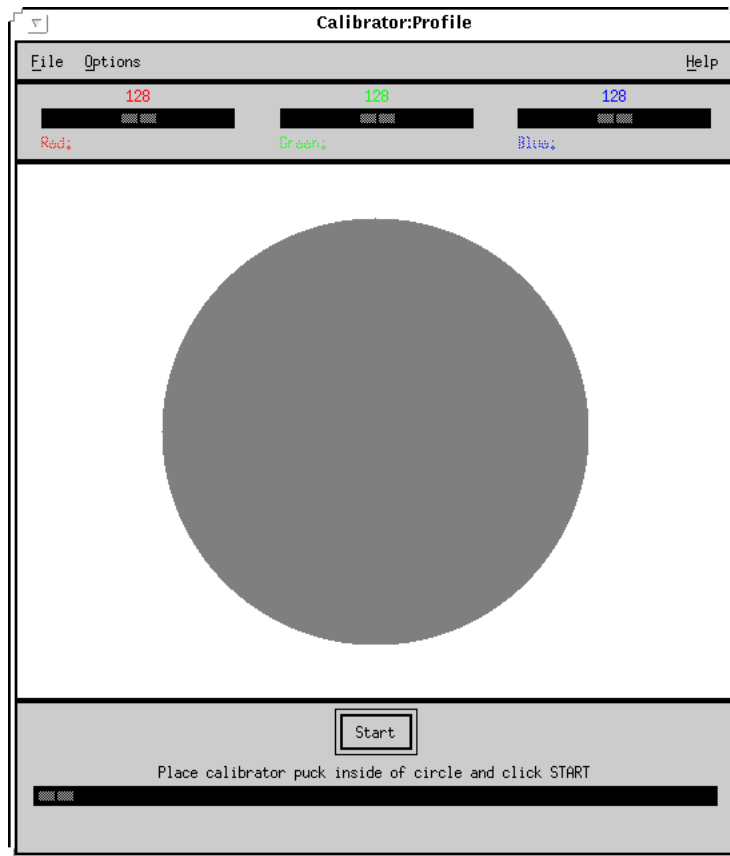 Calibrator:Profile
File Options Help
128 128 128
Red: Green: Blue:
Start
Place calibrator puck inside of circle and click START